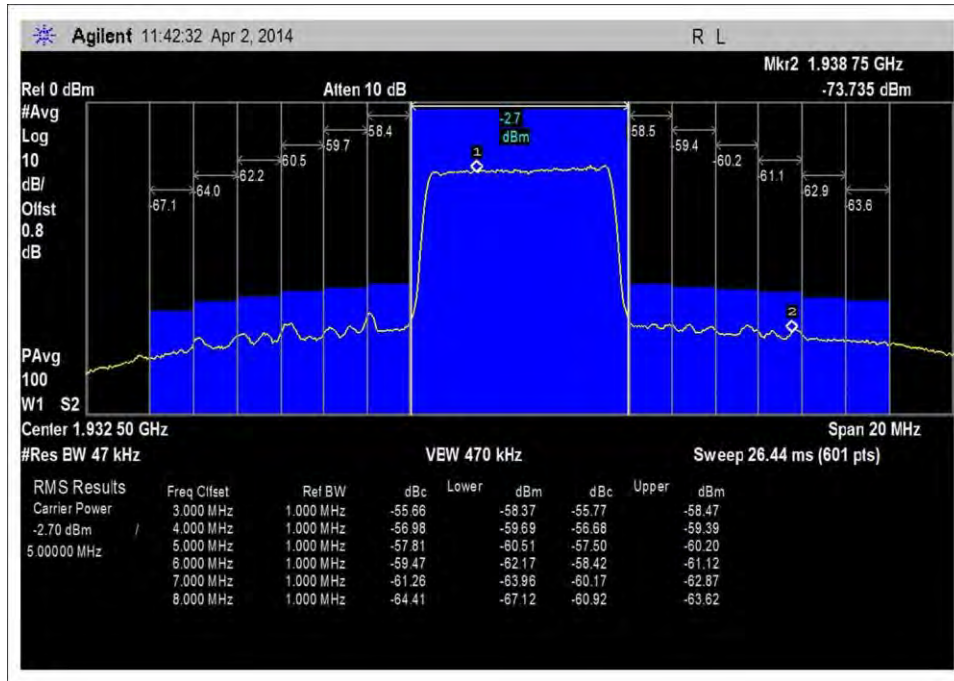 Agilent 11:42:32 Apr 2, 2014 R L
Mkr2 1.938 75 GHz
Ref 0 dBm Atten 10 dB -73.735 dBm
#Avg
Log
10
dB/
Offst
0.8
dB
-2.7
dBm
1
58.4
59.7
60.5
-62.2
-64.0
-67.1
58.5
-59.4
-60.2
-61.1
-62.9
-63.6
2
PAvg
100
W1 S2
Center 1.932 50 GHz Span 20 MHz
#Res BW 47 kHz VBW 470 kHz Sweep 26.44 ms (601 pts)
RMS Results Freq Offset Ref BW dBc Lower dBm dBc Upper dBm
Carrier Power 3.000 MHz 1.000 MHz -55.66 -58.37 -55.77 -58.47
-2.70 dBm / 4.000 MHz 1.000 MHz -56.98 -59.69 -56.68 -59.39
5.00000 MHz 5.000 MHz 1.000 MHz -57.81 -60.51 -57.50 -60.20
6.000 MHz 1.000 MHz -59.47 -62.17 -58.42 -61.12
7.000 MHz 1.000 MHz -61.26 -63.96 -60.17 -62.87
8.000 MHz 1.000 MHz -64.41 -67.12 -60.92 -63.62